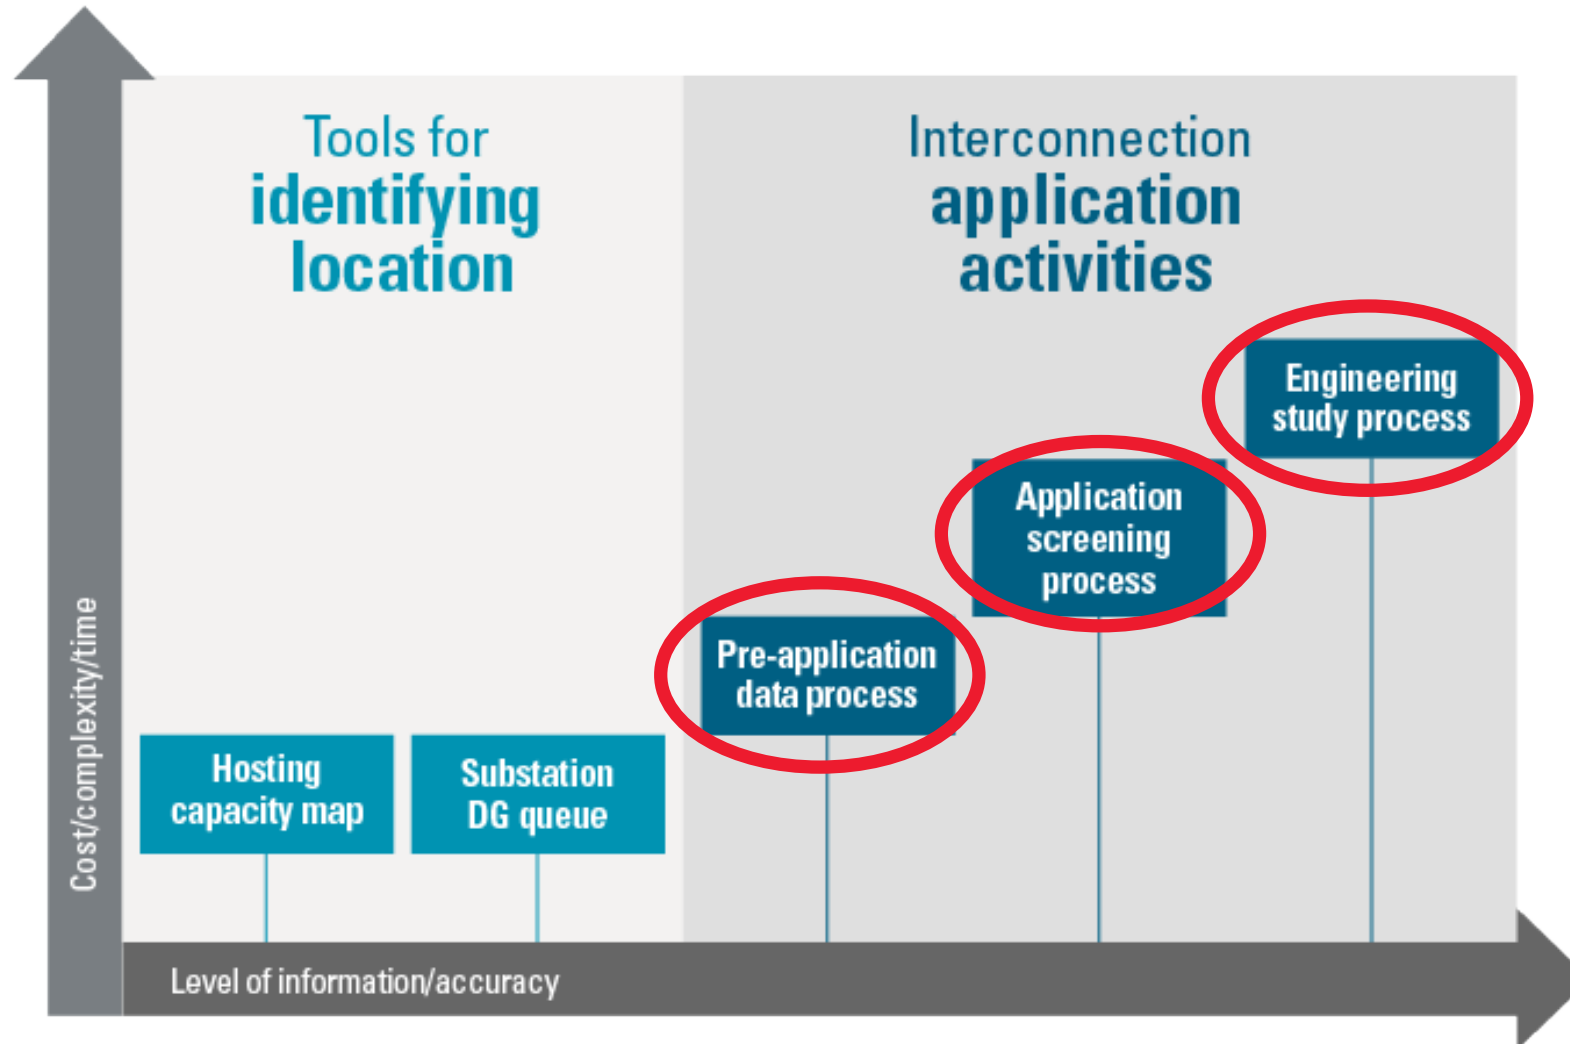 Tools for
identifying
location
Interconnection
application
activities
Engineering
study process
Application
screening
process
Pre-application
data process
Hosting
capacity map
Substation
DG queue
Cost/complexity/time
Level of information/accuracy